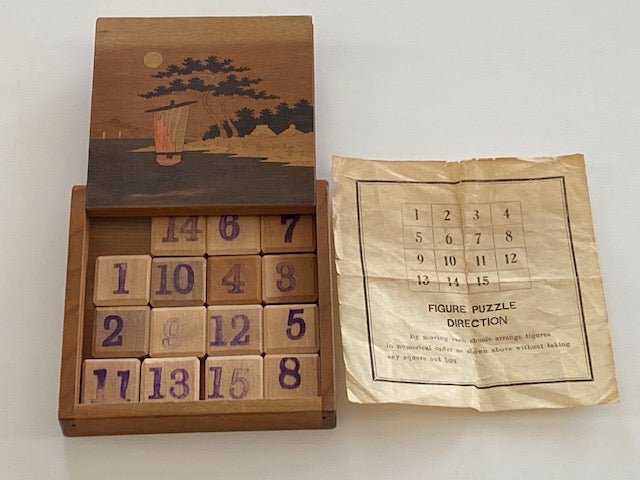 14 6 7
1 10 4 3
2 9 12 5
11 13 15 8
1 2 3 4
5 6 7 8
9 10 11 12
13 14 15
FIGURE PUZZLE
DIRECTION
By moving each shoais arrange figures
in numerical order as shown above without taking
any square out box